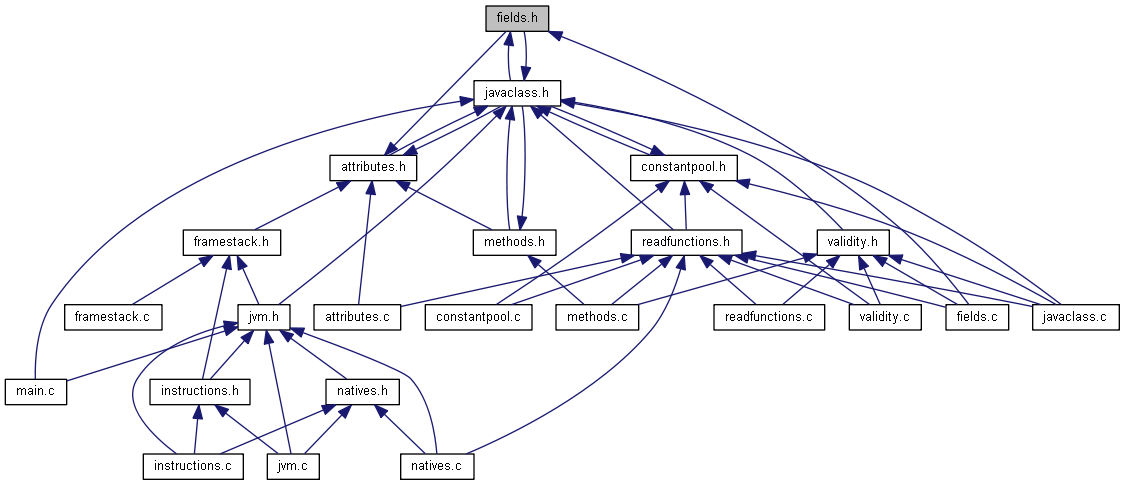 fields.h
javaclass.h
attributes.h
constantpool.h
framestack.h
methods.h
readfunctions.h
validity.h
framestack.c
jvm.h
attributes.c
constantpool.c
methods.c
readfunctions.c
validity.c
fields.c
javaclass.c
main.c
instructions.h
natives.h
instructions.c
jvm.c
natives.c